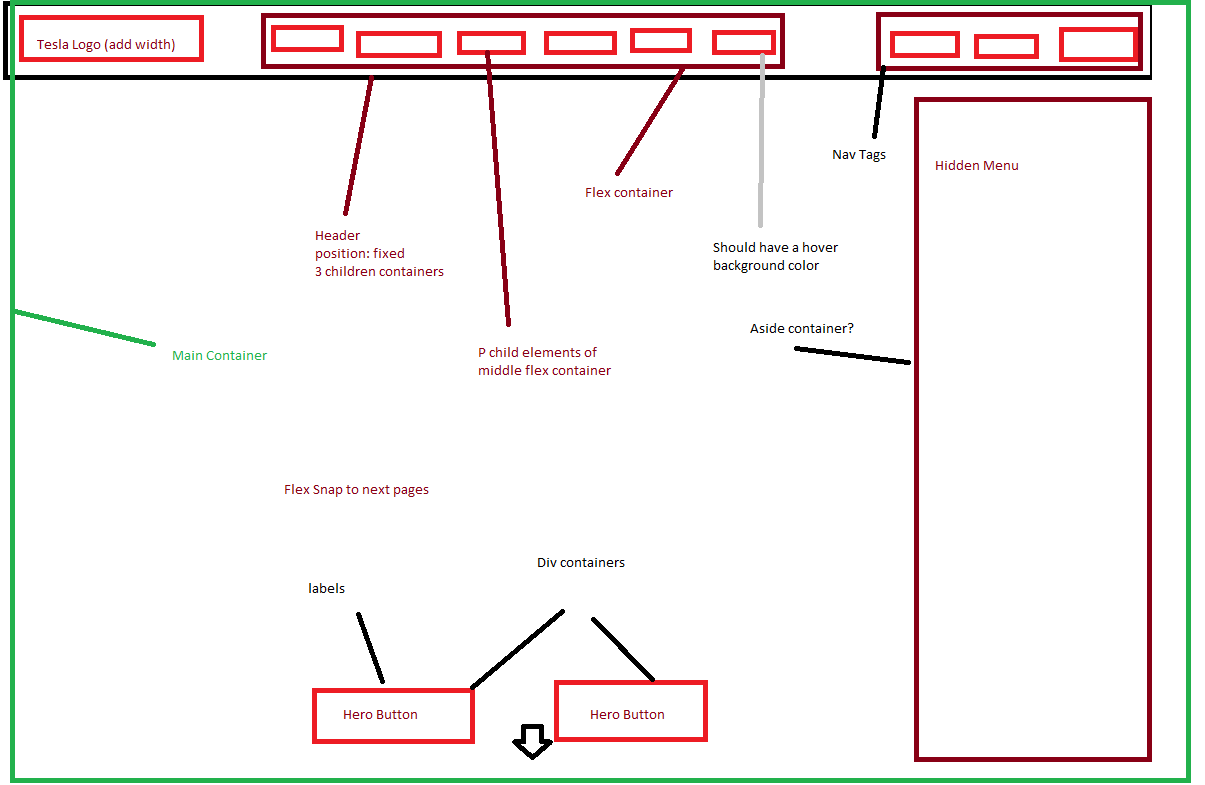 Tesla Logo (add width)
Nav Tags
Hidden Menu
Flex container
Header
position: fixed
3 children containers
Should have a hover
background color
Aside container?
Main Container
P child elements of
middle flex container
Flex Snap to next pages
Div containers
labels
Hero Button
Hero Button